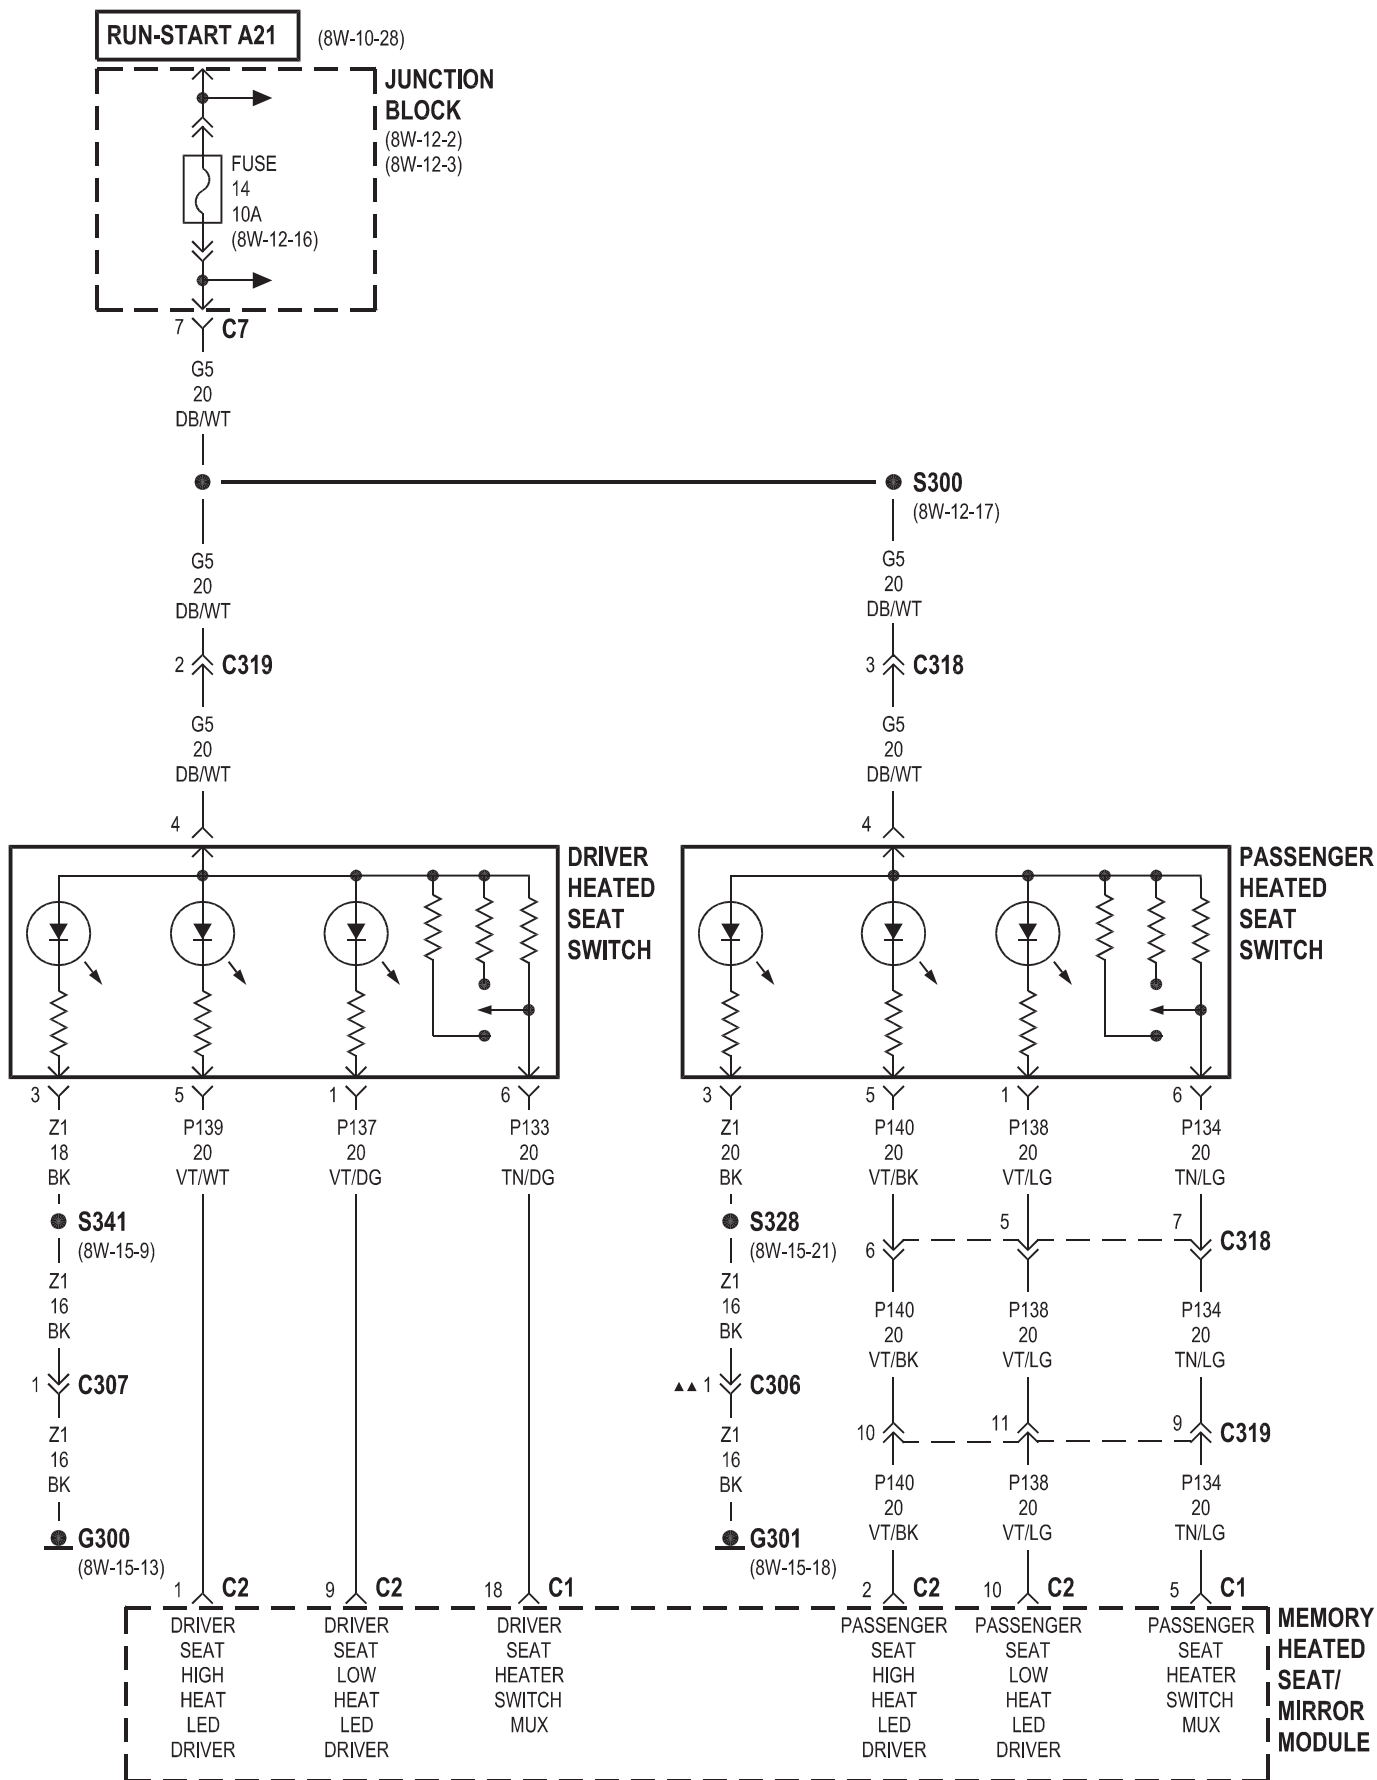 RUN-START A21 (8W-10-28)
JUNCTION
BLOCK
(8W-12-2)
(8W-12-3)
FUSE
14
10A
(8W-12-16)
7 C7
G5
20
DB/WT
S300
(8W-12-17)
G5
20
DB/WT
G5
20
DB/WT
2 C319
3 C318
G5
20
DB/WT
G5
20
DB/WT
4
4
DRIVER
HEATED
SEAT
SWITCH
PASSENGER
HEATED
SEAT
SWITCH
3 5 1 6
3 5 1 6
Z1
18
BK
P139
20
VT/WT
P137
20
VT/DG
P133
20
TN/DG
Z1
20
BK
P140
20
VT/BK
P138
20
VT/LG
P134
20
TN/LG
S341
(8W-15-9)
S328
(8W-15-21)
6 5 7 C318
Z1
16
BK
Z1
16
BK
P140
20
VT/BK
P138
20
VT/LG
P134
20
TN/LG
1 C307
▲▲ 1 C306
10 11 9 C319
Z1
16
BK
Z1
16
BK
P140
20
VT/BK
P138
20
VT/LG
P134
20
TN/LG
G300
(8W-15-13)
G301
(8W-15-18)
1 C2
9 C2
18 C1
2 C2
10 C2
5 C1
DRIVER
SEAT
HIGH
HEAT
LED
DRIVER
DRIVER
SEAT
LOW
HEAT
LED
DRIVER
DRIVER
SEAT
HEATER
SWITCH
MUX
PASSENGER
SEAT
HIGH
HEAT
LED
DRIVER
PASSENGER
SEAT
LOW
HEAT
LED
DRIVER
PASSENGER
SEAT
HEATER
SWITCH
MUX
MEMORY
HEATED
SEAT/
MIRROR
MODULE